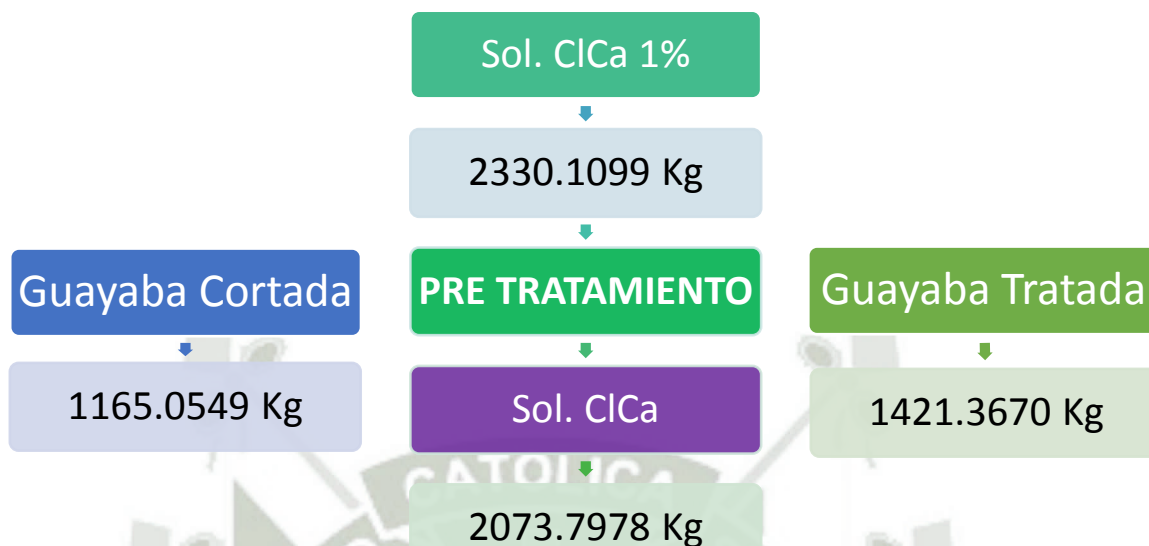 Sol. ClCa 1%
2330.1099 Kg
Guayaba Cortada
PRE TRATAMIENTO
Guayaba Tratada
1165.0549 Kg
Sol. ClCa
1421.3670 Kg
CATOLICA
2073.7978 Kg